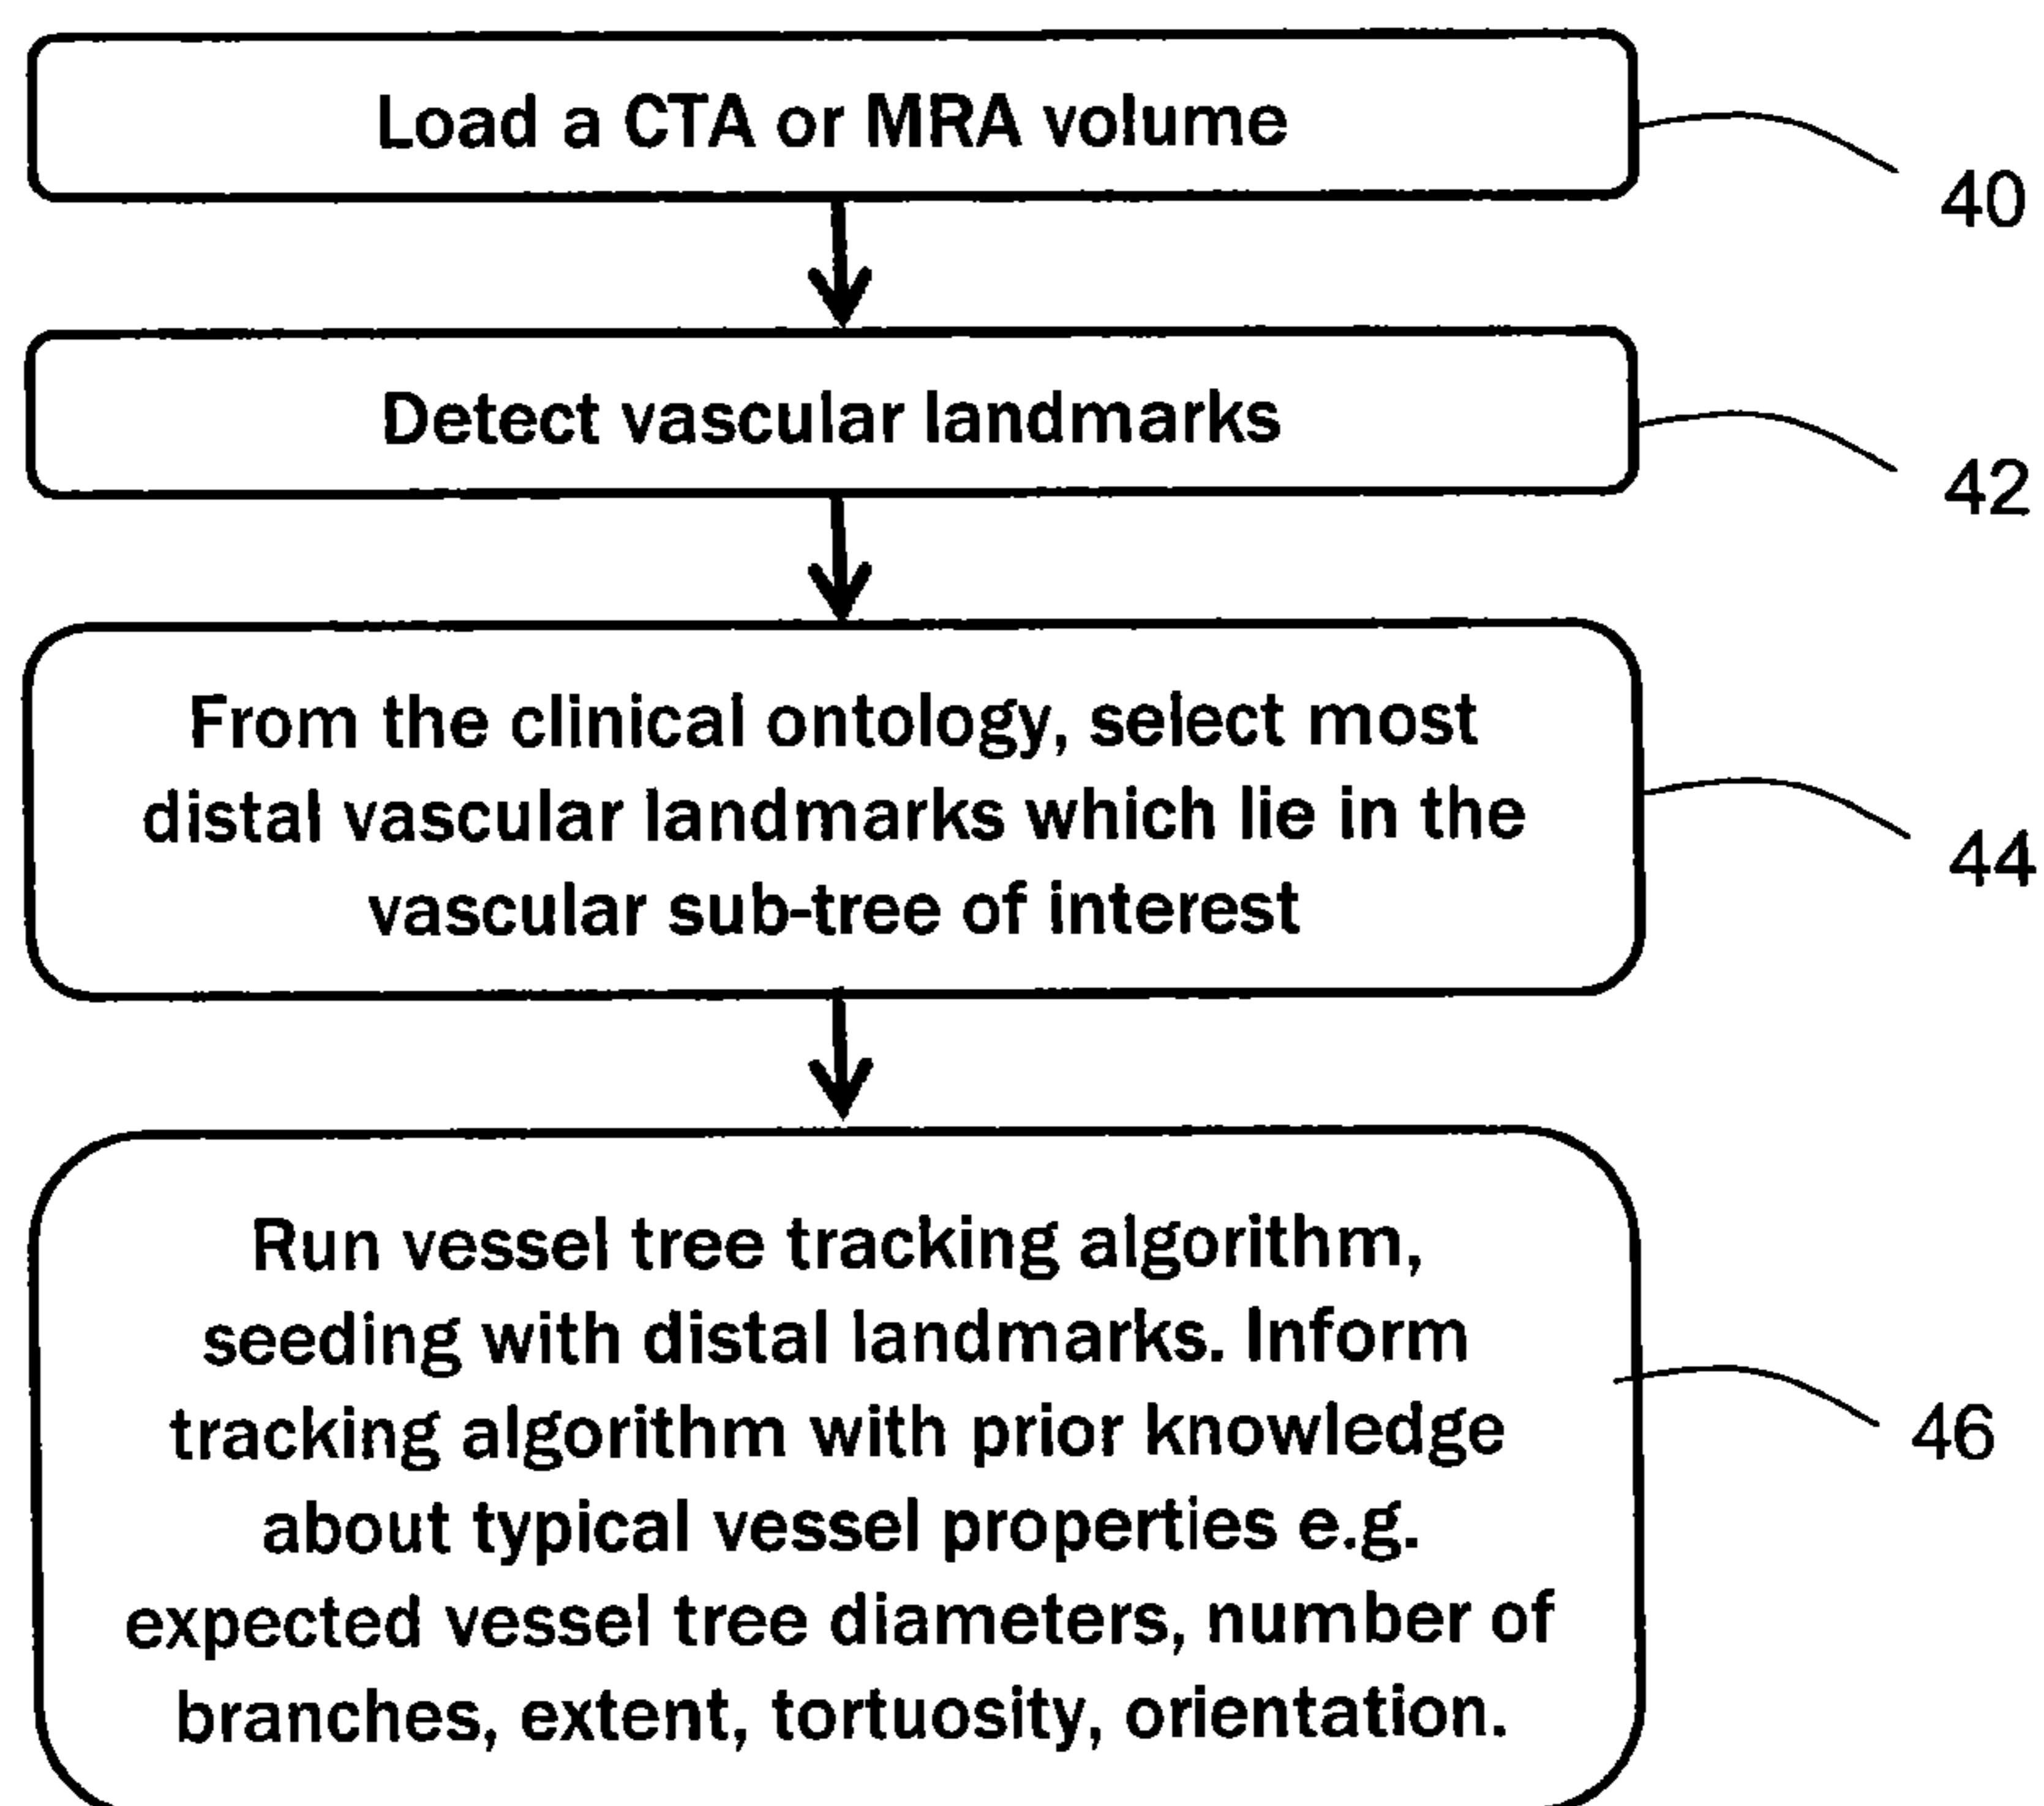 Load a CTA or MRA volume
40
Detect vascular landmarks
42
From the clinical ontology, select most
distal vascular landmarks which lie in the
vascular sub-tree of interest
44
Run vessel tree tracking algorithm,
seeding with distal landmarks. Inform
tracking algorithm with prior knowledge
about typical vessel properties e.g.
expected vessel tree diameters, number of
branches, extent, tortuosity, orientation.
46